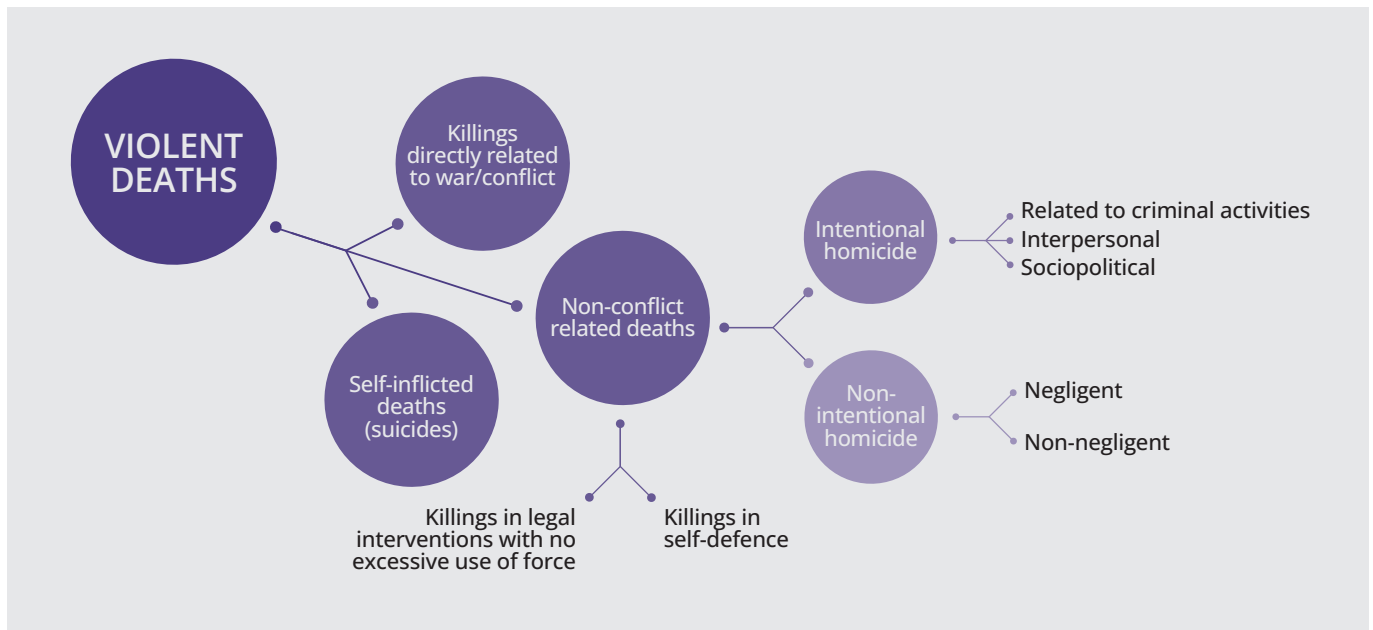 VIOLENT
DEATHS
Killings
directly related
to war/conflict
Self-inflicted
deaths
(suicides)
Non-conflict
related deaths
Killings in legal
interventions with no
excessive use of force
Killings in
self-defence
Intentional
homicide
Related to criminal activities
Interpersonal
Sociopolitical
Non-
intentional
homicide
Negligent
Non-negligent